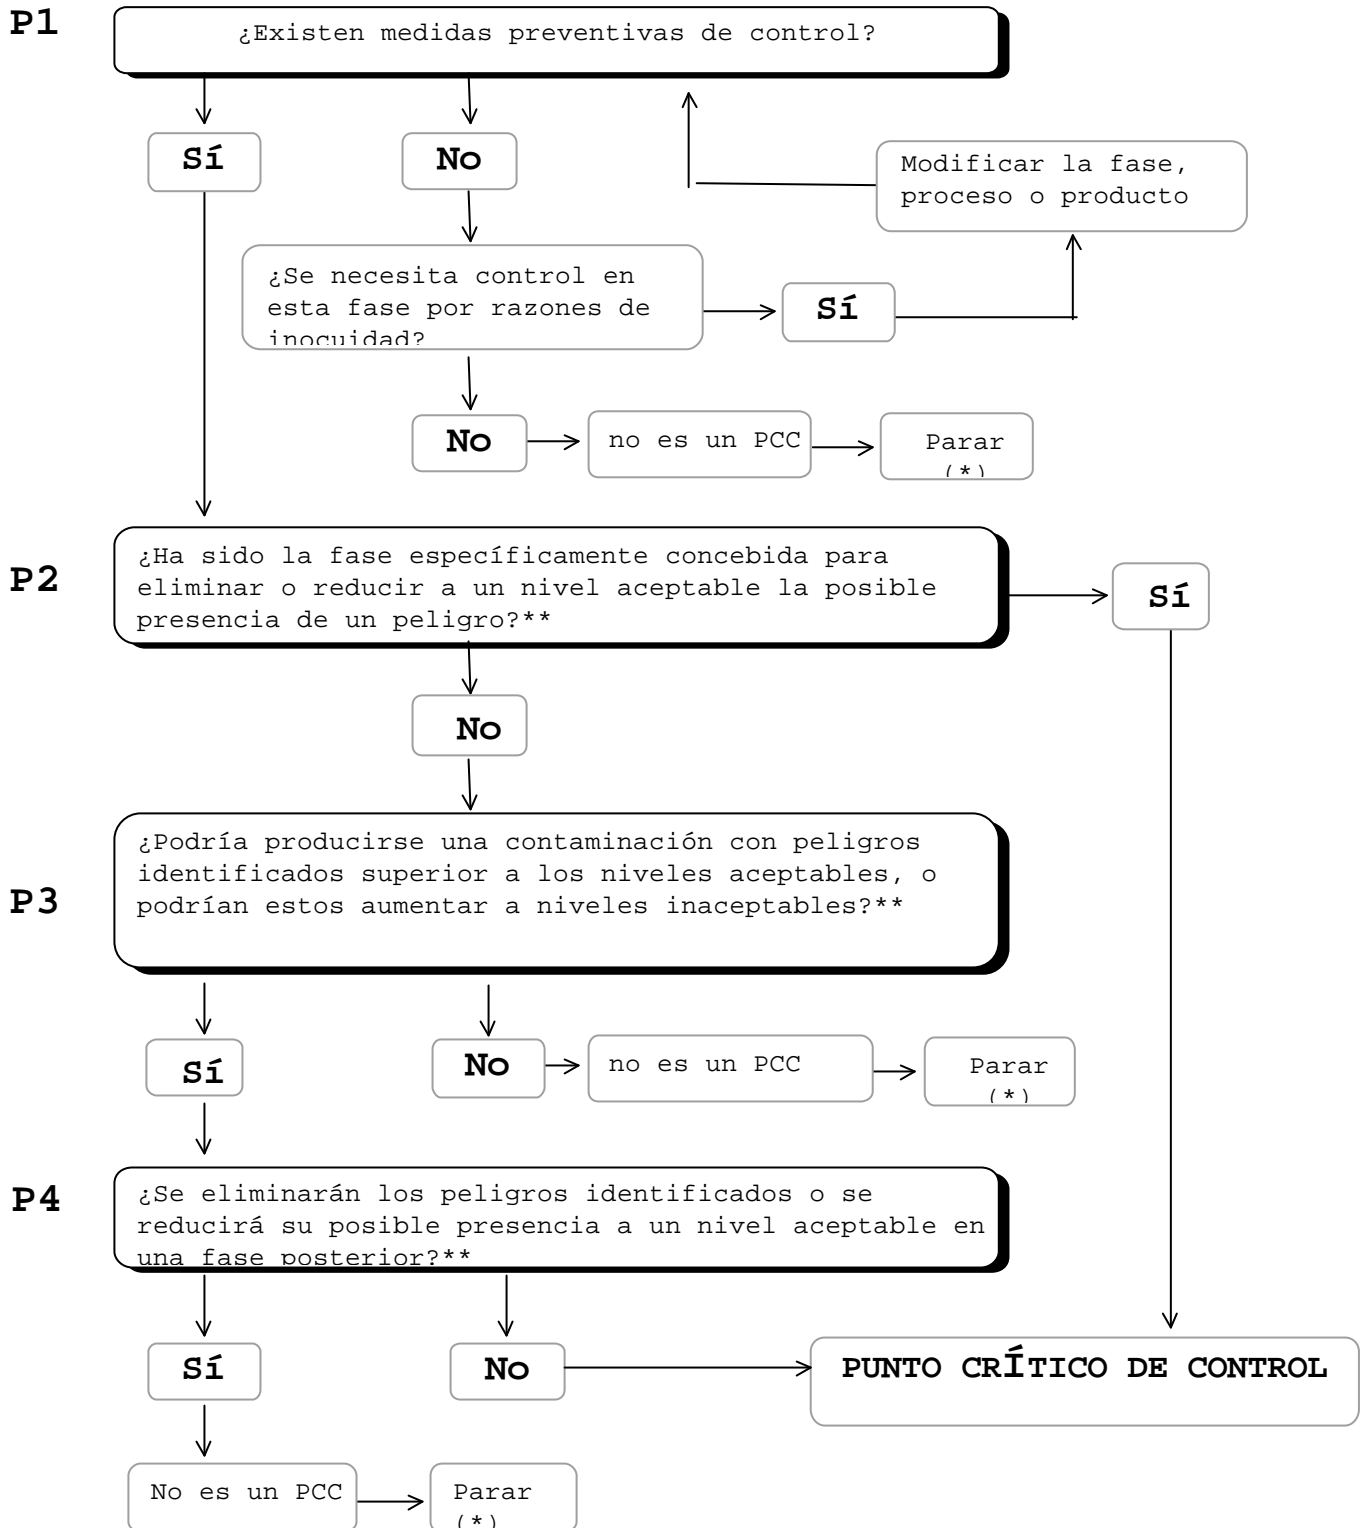 P1
¿Existen medidas preventivas de control?
Sí
No
Modificar la fase,
proceso o producto
¿Se necesita control en
esta fase por razones de
inocuidad?
Sí
No
no es un PCC
Parar
(*)
P2
¿Ha sido la fase específicamente concebida para
eliminar o reducir a un nivel aceptable la posible
presencia de un peligro?**
Sí
No
P3
¿Podría producirse una contaminación con peligros
identificados superior a los niveles aceptables, o
podrían estos aumentar a niveles inaceptables?**
Sí
No
no es un PCC
Parar
(*)
P4
¿Se eliminarán los peligros identificados o se
reducirá su posible presencia a un nivel aceptable en
una fase posterior?**
Sí
No
PUNTO CRÍTICO DE CONTROL
No es un PCC
Parar
(*)